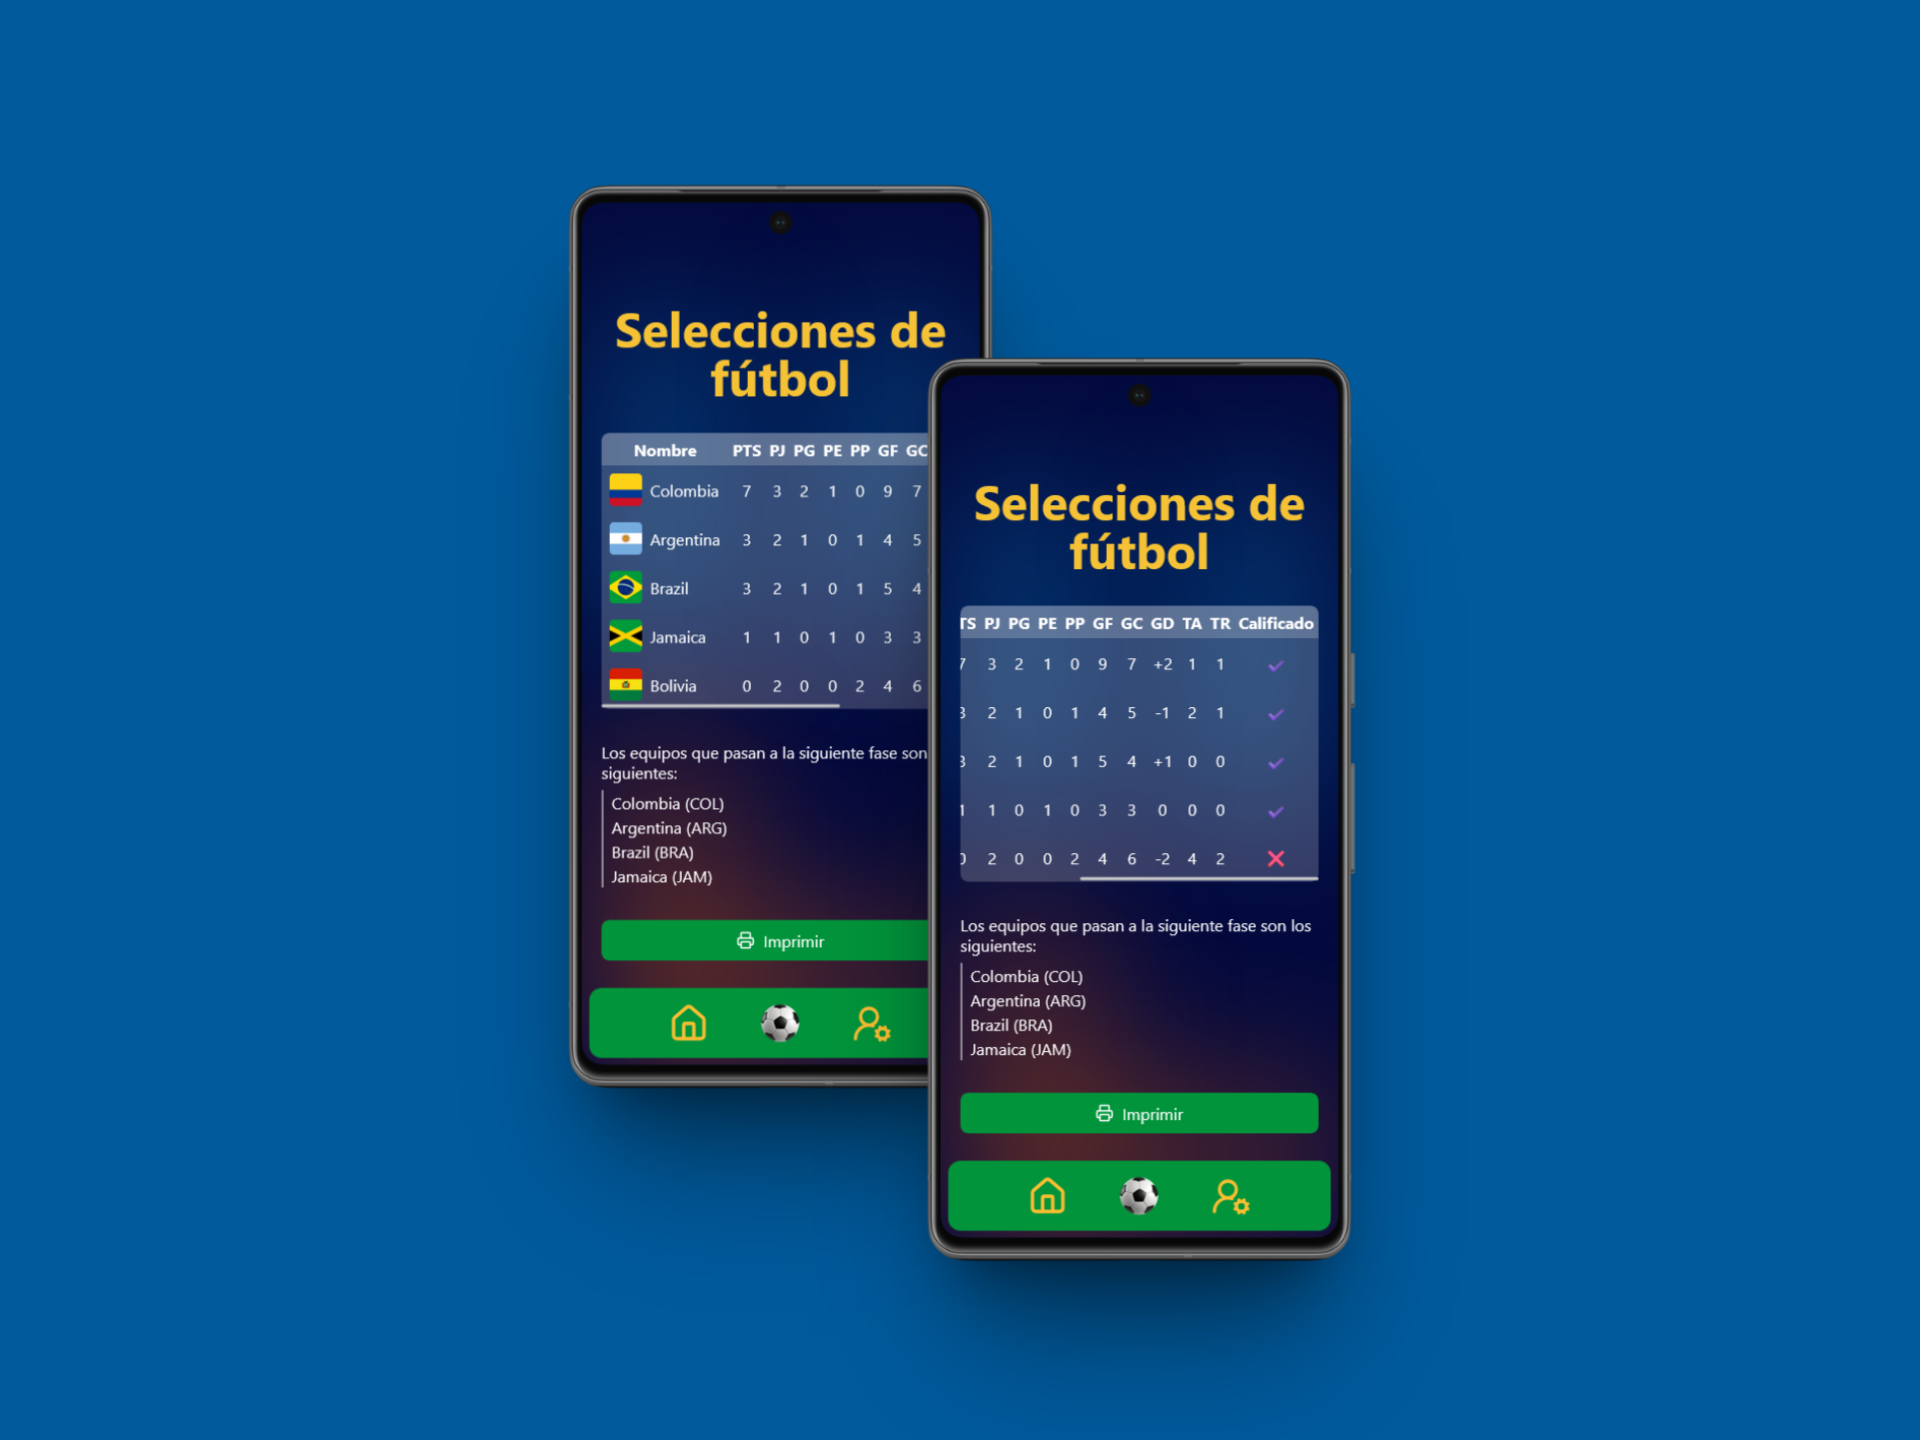 Selecciones de
fútbol
Nombre PTS PJ PG PE PP GF GC
Colombia 7 3 2 1 0 9 7
Argentina 3 2 1 0 1 4 5
Brazil 3 2 1 0 1 5 4
Jamaica 1 1 0 1 0 3 3
Bolivia 0 2 0 0 2 4 6
Los equipos que pasan a la siguiente fase son
siguientes:
Colombia (COL)
Argentina (ARG)
Brazil (BRA)
Jamaica (JAM)
Imprimir
Selecciones de
fútbol
TS PJ PG PE PP GF GC GD TA TR Calificado
7 3 2 1 0 9 7 +2 1 1
3 2 1 0 1 4 5 -1 2 1
3 2 1 0 1 5 4 +1 0 0
1 1 0 1 0 3 3 0 0 0
0 2 0 0 2 4 6 -2 4 2
Los equipos que pasan a la siguiente fase son los
siguientes:
Colombia (COL)
Argentina (ARG)
Brazil (BRA)
Jamaica (JAM)
Imprimir